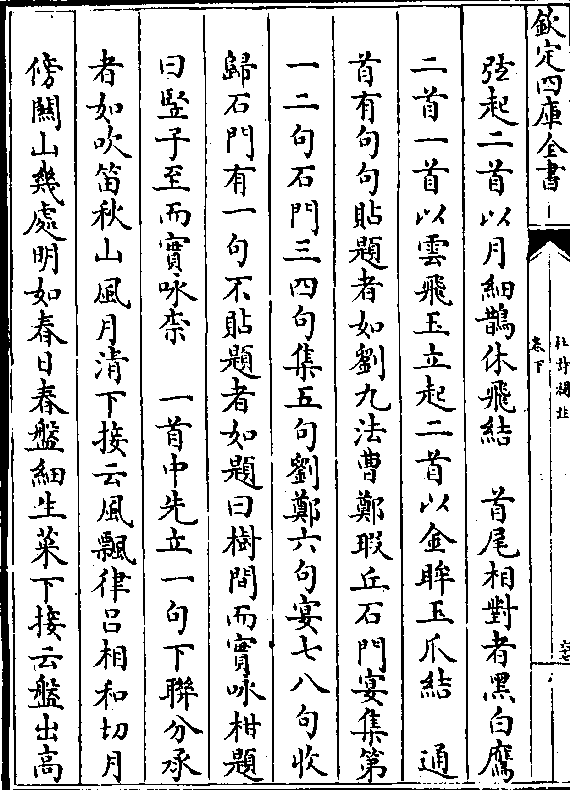 欽定四庫全書
杜詩攟
卷下
弦起二首以月細鵲休飛結　首尾相對者黑白鷹
二首一首以雲飛玉立起二首以金眸玉爪結　通
首有句句貼題者如劉九法曹鄭瑕丘石門宴集第
一二句石門三四句集五句劉鄭六句宴七八句收
歸石門有一句不貼題者如題曰樹間而實咏柑題
曰豎子至而實咏柰　一首中先立一句下聯分承
者如吹笛秋山風月清下接云風飄律呂相和切月
傍關山幾處明如春日春盤細生菜下接云盤出高